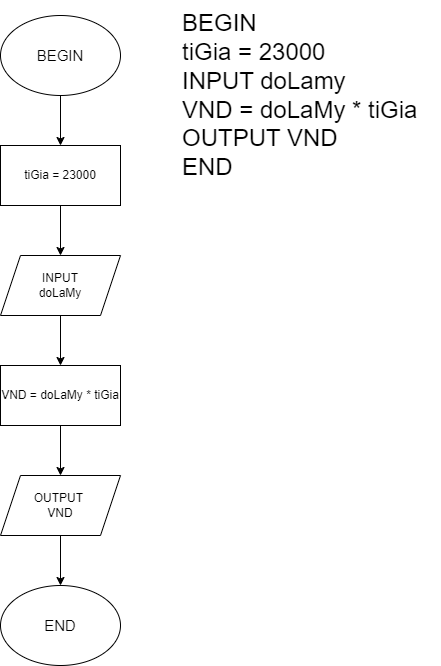 BEGIN
tiGia = 23000
INPUT
doLaMy
VND = doLaMy * tiGia
OUTPUT
VND
END
BEGIN
tiGia = 23000
INPUT doLamy
VND = doLaMy * tiGia
OUTPUT VND
END